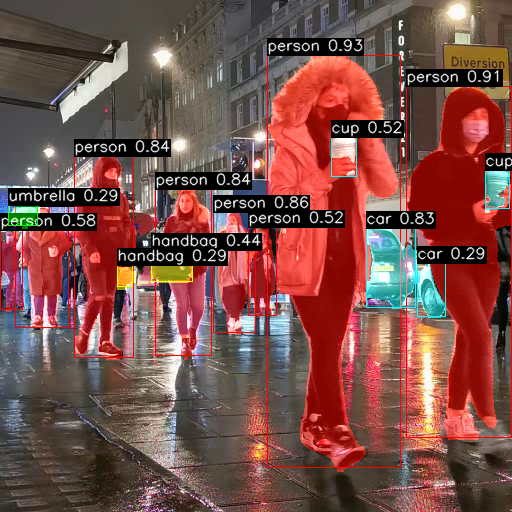 person 0.93
FOREVER
Diversion
person 0.91
cup 0.52
person 0.84
cup
person 0.84
umbrella 0.29
person 0.86
person 0.58
person 0.52
car 0.83
handbag 0.44
handbag 0.29
car 0.29